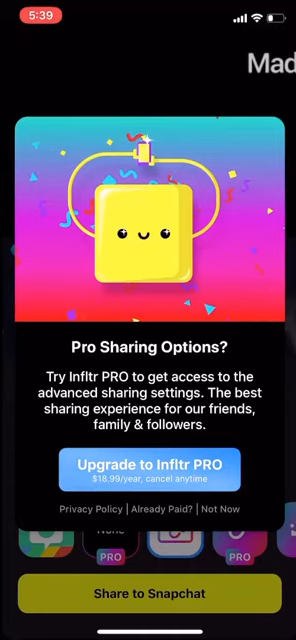 5:39
Mad
Pro Sharing Options?
Try Infltr PRO to get access to the
advanced sharing settings. The best
sharing experience for our friends,
family & followers.
Upgrade to Infltr PRO
$18.99/year, cancel anytime
Privacy Policy | Already Paid? | Not Now
None
PRO
PRO
Share to Snapchat